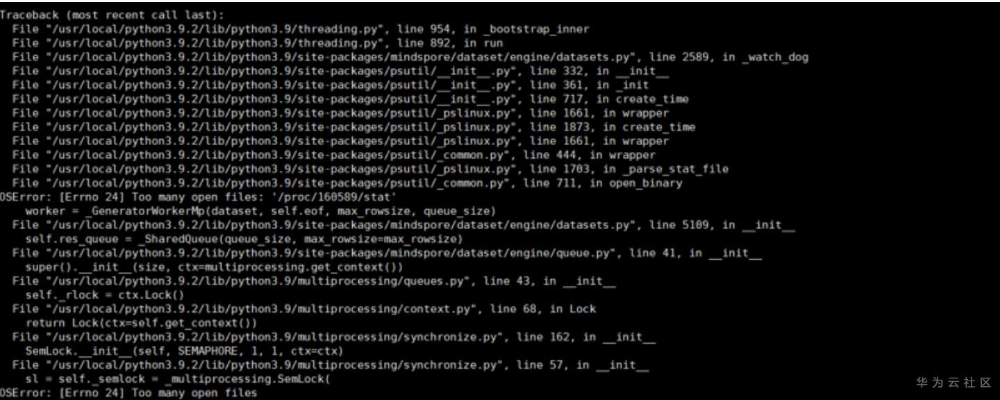 Traceback (most recent call last):
  File "/usr/local/python3.9.2/lib/python3.9/threading.py", line 954, in _bootstrap_inner
  File "/usr/local/python3.9.2/lib/python3.9/threading.py", line 892, in run
  File "/usr/local/python3.9.2/lib/python3.9/site-packages/mindspore/dataset/engine/datasets.py", line 2589, in _watch_dog
  File "/usr/local/python3.9.2/lib/python3.9/site-packages/psutil/__init__.py", line 332, in __init__
  File "/usr/local/python3.9.2/lib/python3.9/site-packages/psutil/__init__.py", line 361, in _init
  File "/usr/local/python3.9.2/lib/python3.9/site-packages/psutil/__init__.py", line 717, in create_time
  File "/usr/local/python3.9.2/lib/python3.9/site-packages/psutil/_pslinux.py", line 1661, in wrapper
  File "/usr/local/python3.9.2/lib/python3.9/site-packages/psutil/_pslinux.py", line 1873, in create_time
  File "/usr/local/python3.9.2/lib/python3.9/site-packages/psutil/_pslinux.py", line 1661, in wrapper
  File "/usr/local/python3.9.2/lib/python3.9/site-packages/psutil/_common.py", line 444, in wrapper
  File "/usr/local/python3.9.2/lib/python3.9/site-packages/psutil/_pslinux.py", line 1703, in _parse_stat_file
  File "/usr/local/python3.9.2/lib/python3.9/site-packages/psutil/_common.py", line 711, in open_binary
OSError: [Errno 24] Too many open files: '/proc/160589/stat'
    worker = _GeneratorWorkerMp(dataset, self.eof, max_rowsize, queue_size)
  File "/usr/local/python3.9.2/lib/python3.9/site-packages/mindspore/dataset/engine/datasets.py", line 5109, in __init__
    self.res_queue = _SharedQueue(queue_size, max_rowsize=max_rowsize)
  File "/usr/local/python3.9.2/lib/python3.9/site-packages/mindspore/dataset/engine/queue.py", line 41, in __init__
    super().__init__(size, ctx=multiprocessing.get_context())
  File "/usr/local/python3.9.2/lib/python3.9/multiprocessing/queues.py", line 43, in __init__
    self._rlock = ctx.Lock()
  File "/usr/local/python3.9.2/lib/python3.9/multiprocessing/context.py", line 68, in Lock
    return Lock(ctx=self.get_context())
  File "/usr/local/python3.9.2/lib/python3.9/multiprocessing/synchronize.py", line 162, in __init__
    SemLock.__init__(self, SEMAPHORE, 1, 1, ctx=ctx)
  File "/usr/local/python3.9.2/lib/python3.9/multiprocessing/synchronize.py", line 57, in __init__
    sl = self._semlock = _multiprocessing.SemLock(
OSError: [Errno 24] Too many open files
华为云社区